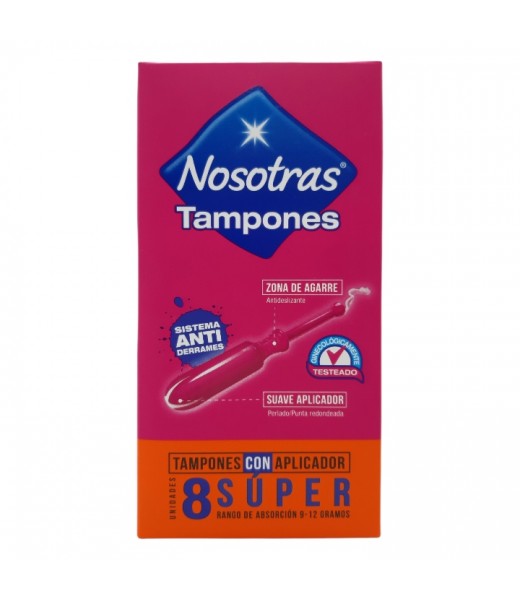 Nosotras®
Tampones
ZONA DE AGARRE
Antideslizante
SISTEMA
ANTI
DERRAMES
GINECOLÓGICAMENTE
TESTEADO
SUAVE APLICADOR
Perlado/Punta redondeada
TAMPONES CON APLICADOR
UNIDADES
8 SÚPER
RANGO DE ABSORCIÓN 9-12 GRAMOS